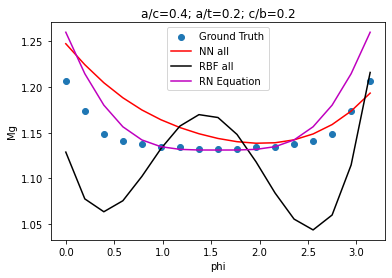 a/c=0.4; a/t=0.2; c/b=0.2
Ground Truth
NN all
RBF all
RN Equation
1.25
1.20
1.15
1.10
1.05
Mg
0.0 0.5 1.0 1.5 2.0 2.5 3.0
phi